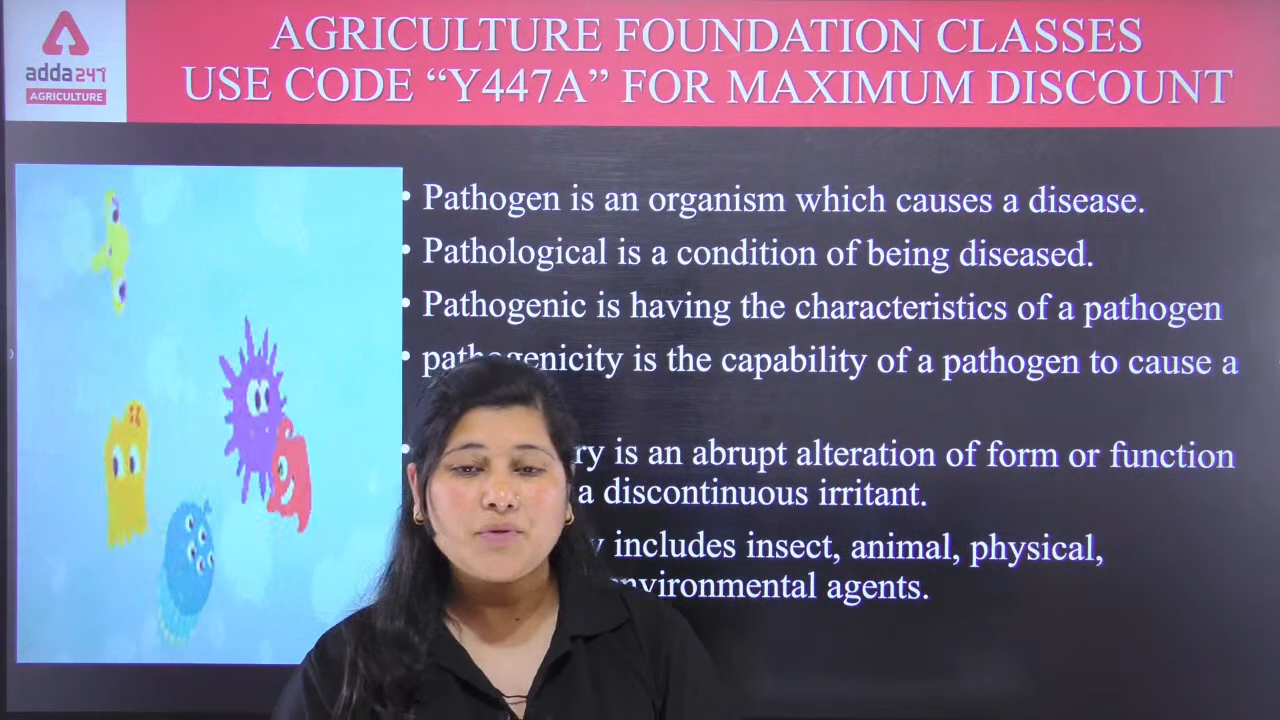 AGRICULTURE FOUNDATION CLASSES
USE CODE “Y447A” FOR MAXIMUM DISCOUNT
adda247
AGRICULTURE
• Pathogen is an organism which causes a disease.
• Pathological is a condition of being diseased.
• Pathogenic is having the characteristics of a pathogen
• pathogenicity is the capability of a pathogen to cause a
• is an abrupt alteration of form or function
a discontinuous irritant.
includes insect, animal, physical,
environmental agents.